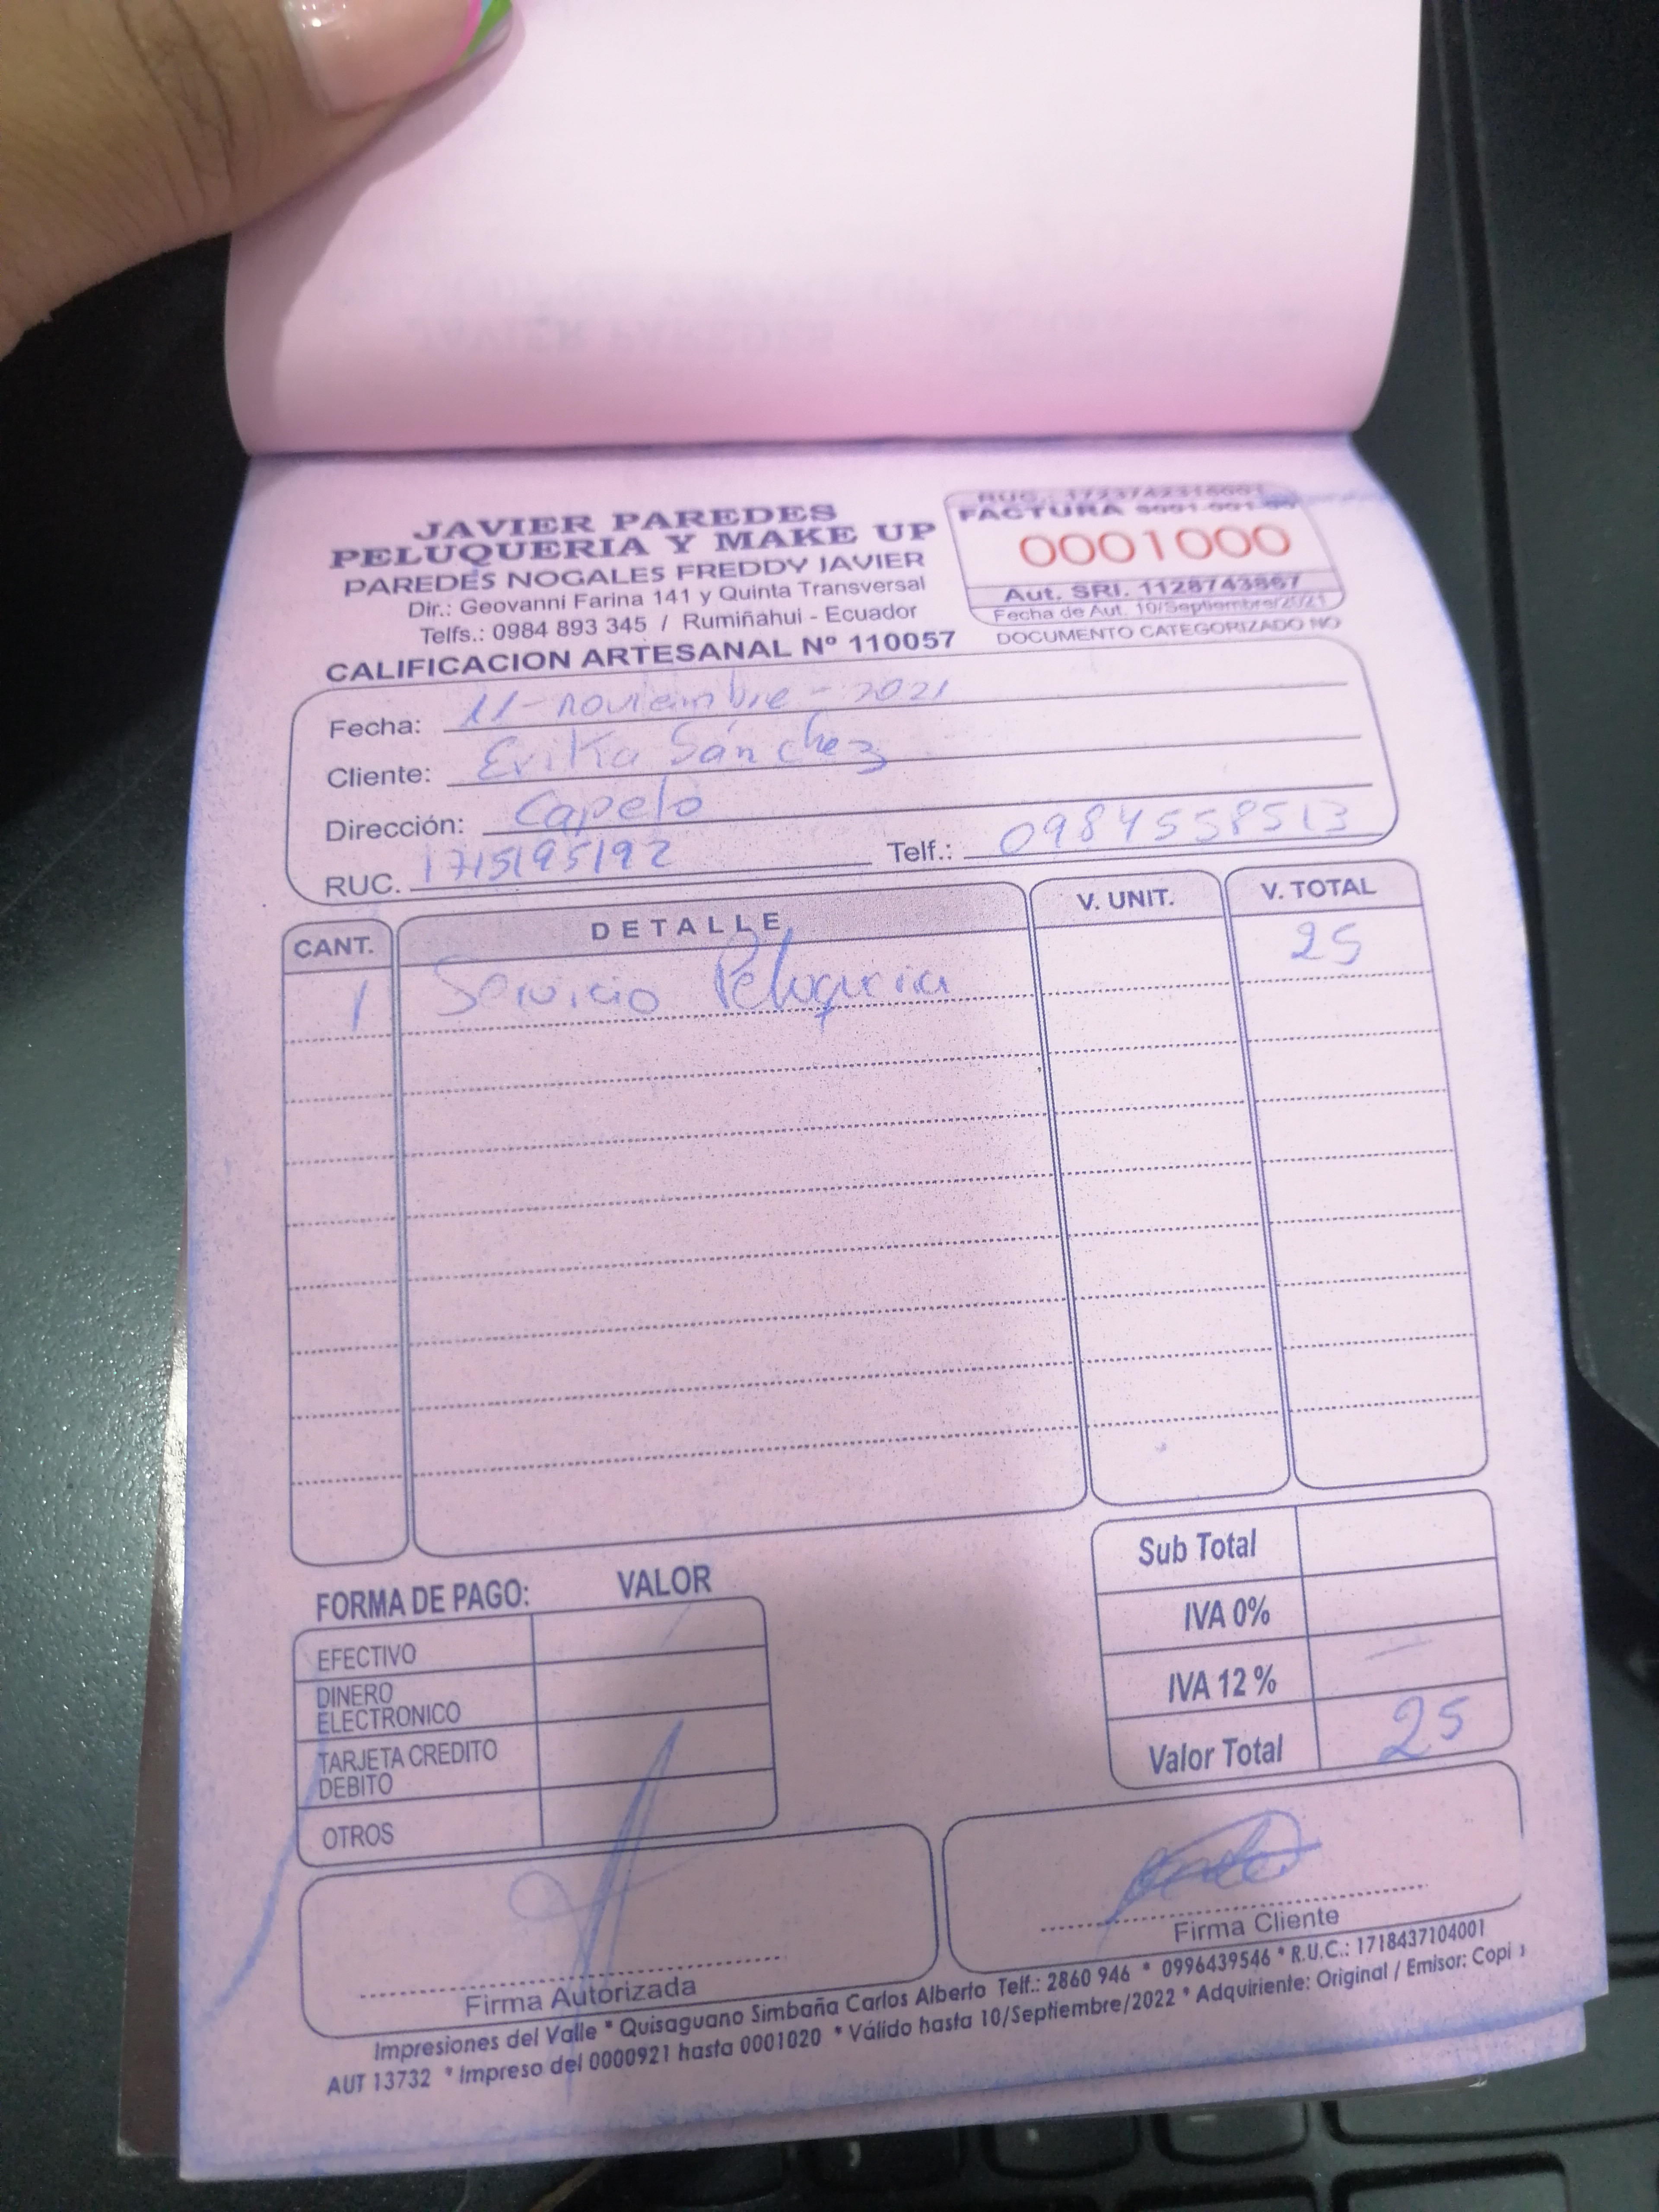 JAVIER PAREDES
PELUQUERIA Y MAKE UP
PAREDES NOGALES FREDDY JAVIER
Dir.: Geovanni Farina 141 y Quinta Transversal
Telfs.: 0984 893 345 / Rumiñahui - Ecuador
CALIFICACION ARTESANAL Nº 110057
RUC.: 1723742316001
FACTURA
0001000
Aut. SRI. 1128743867
Fecha de Aut. 10/Septiembre/2021
DOCUMENTO CATEGORIZADO NO
Fecha: 11-noviembre-2021
Cliente: Erika Sánchez
Dirección: Capelo
RUC. 1715195192 Telf.: 0984558513
CANT. DETALLE V. UNIT. V. TOTAL
1 Servicio Peluqueria 25
Sub Total
IVA 0%
IVA 12 % —
Valor Total 25
FORMA DE PAGO: VALOR
EFECTIVO
DINERO
ELECTRONICO
TARJETA CREDITO
DEBITO
OTROS
Firma Autorizada
Firma Cliente
Impresiones del Valle * Quisaguano Simbaña Carlos Alberto Telf.: 2860 946 * 0996439546 * R.U.C.: 1718437104001
AUT 13732 * Impreso del 0000921 hasta 0001020 * Válido hasta 10/Septiembre/2022 * Adquiriente: Original / Emisor: Copi